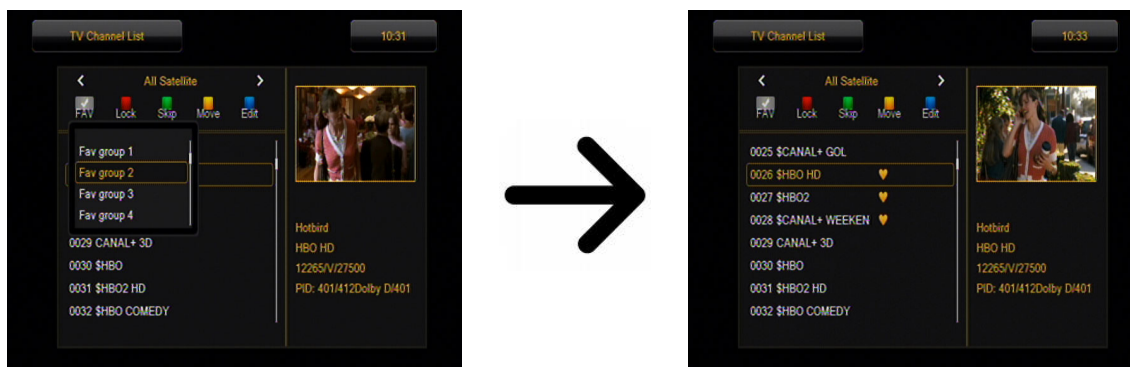 TV Channel List
10:31
All Satellite
FAV Lock Skip Move Edit
Fav group 1
Fav group 2
Fav group 3
Fav group 4
0029 CANAL+ 3D
0030 $HBO
0031 $HBO2 HD
0032 $HBO COMEDY
Hotbird
HBO HD
12265/V/27500
PID: 401/412Dolby D/401
TV Channel List
10:33
All Satellite
FAV Lock Skip Move Edit
0025 $CANAL+ GOL
0026 $HBO HD
0027 $HBO2
0028 $CANAL+ WEEKEN
0029 CANAL+ 3D
0030 $HBO
0031 $HBO2 HD
0032 $HBO COMEDY
Hotbird
HBO HD
12265/V/27500
PID: 401/412Dolby D/401